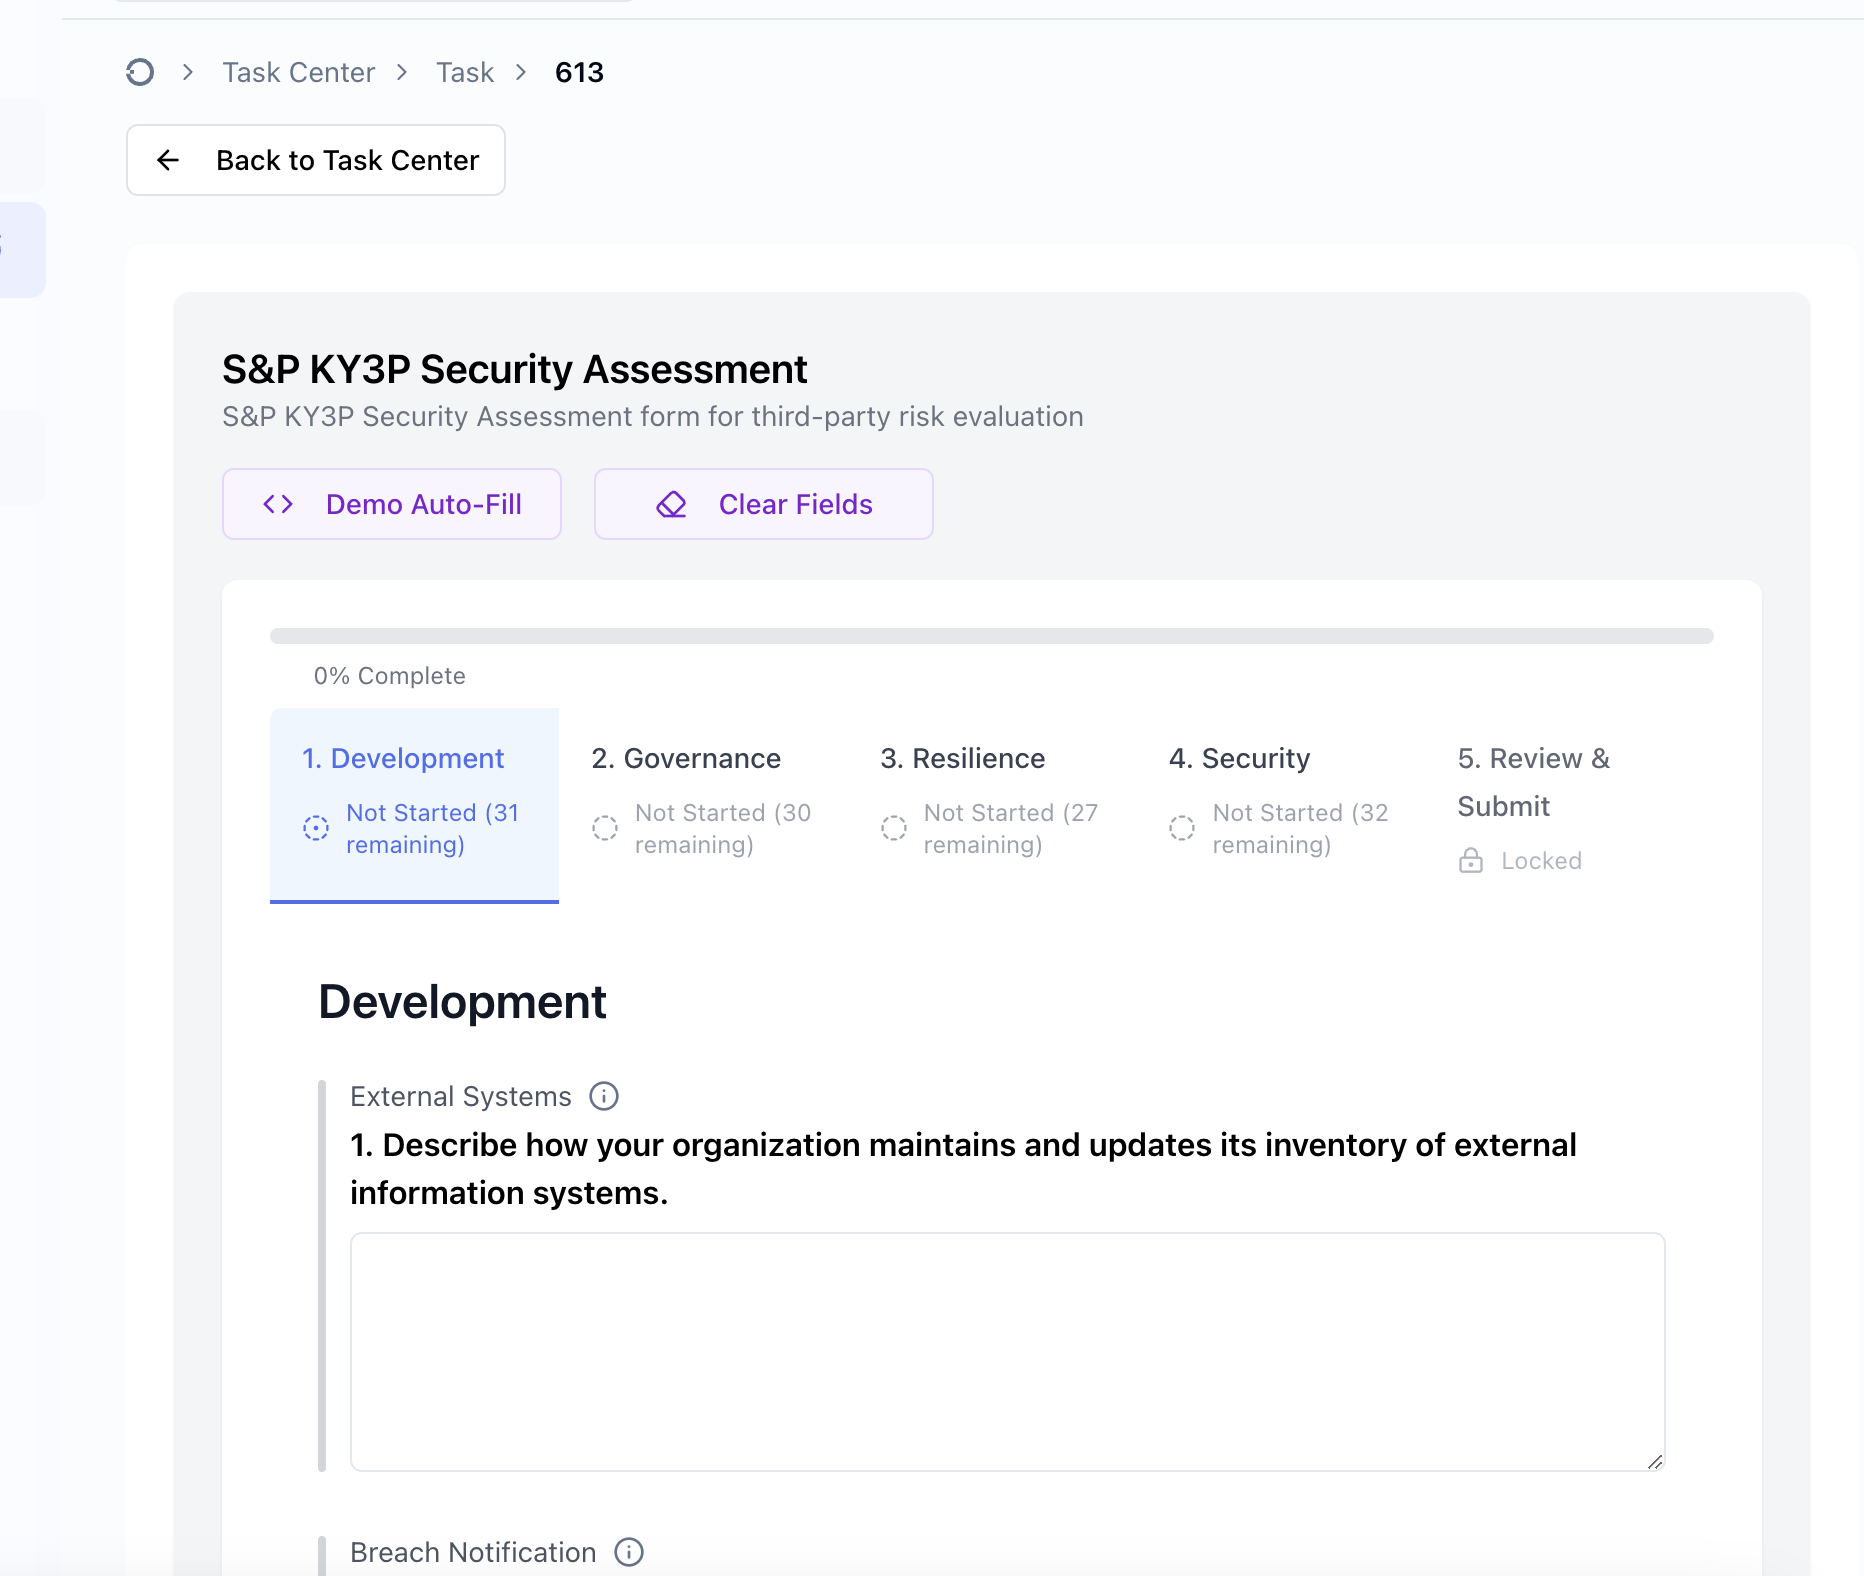 Task Center
Task
613
Back to Task Center
S&P KY3P Security Assessment
S&P KY3P Security Assessment form for third-party risk evaluation
Demo Auto-Fill
Clear Fields
0% Complete
1. Development
Not Started (31
remaining)
2. Governance
Not Started (30
remaining)
3. Resilience
Not Started (27
remaining)
4. Security
Not Started (32
remaining)
5. Review &
Submit
Locked
Development
External Systems
1. Describe how your organization maintains and updates its inventory of external
information systems.
Breach Notification